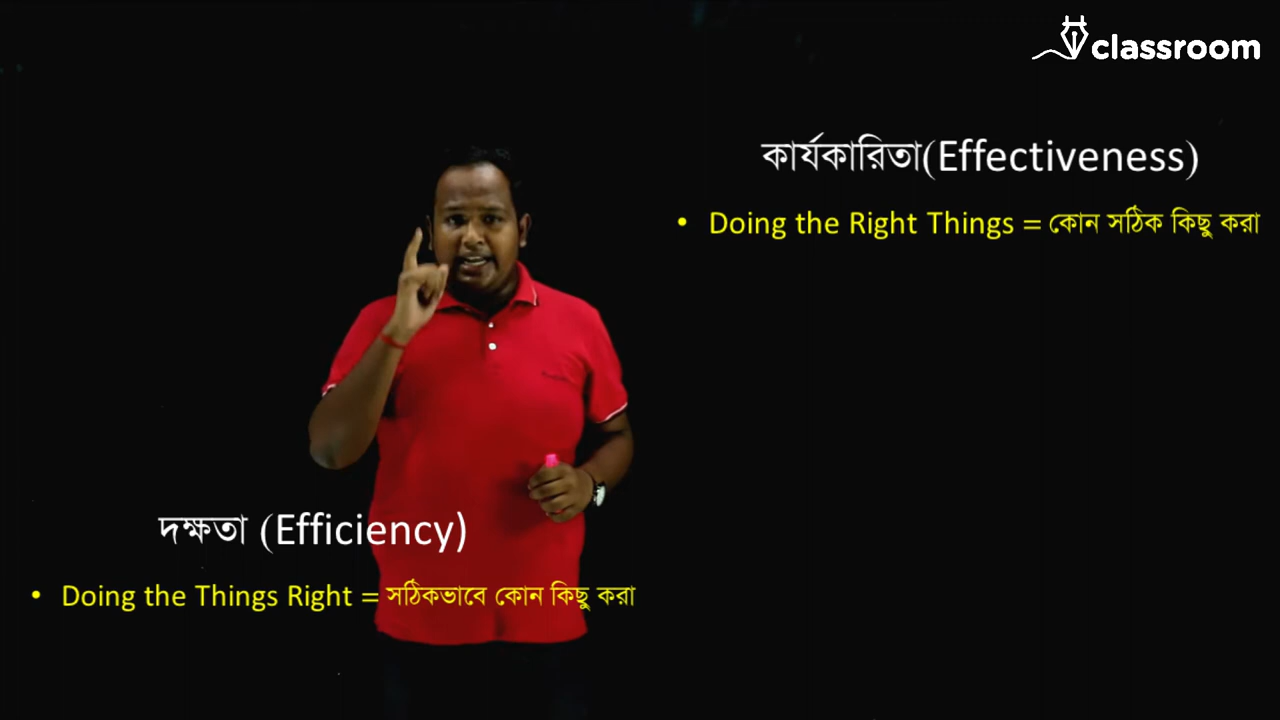 classroom
কার্যকারিতা(Effectiveness)
• Doing the Right Things = কোন সঠিক কিছু করা
দক্ষতা (Efficiency)
• Doing the Things Right = সঠিকভাবে কোন কিছু করা